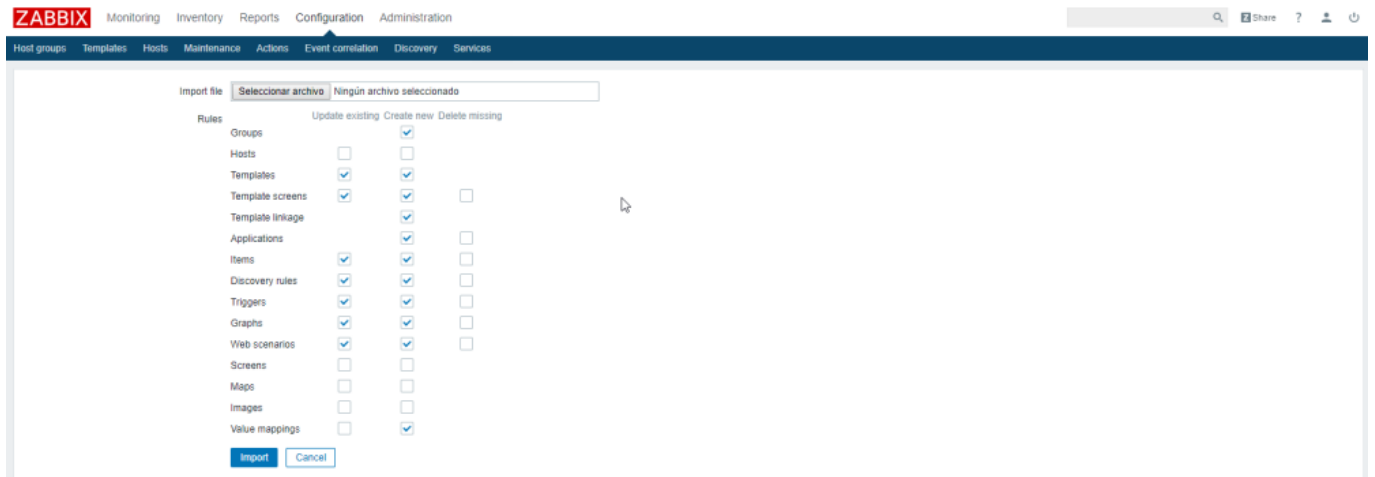 ZABBIX Monitoring Inventory Reports Configuration Administration Z Share ?
Host groups Templates Hosts Maintenance Actions Event correlation Discovery Services
Import file Seleccionar archivo Ningún archivo seleccionado
Rules Update existing Create new Delete missing
Groups
Hosts
Templates
Template screens
Template linkage
Applications
Items
Discovery rules
Triggers
Graphs
Web scenarios
Screens
Maps
Images
Value mappings
Import Cancel